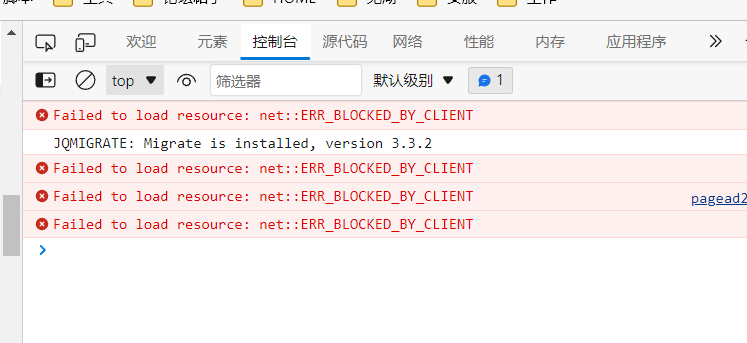 HOME
欢迎 元素 控制台 源代码 网络 性能 内存 应用程序
top 筛选器 默认级别 1
Failed to load resource: net::ERR_BLOCKED_BY_CLIENT
JQMIGRATE: Migrate is installed, version 3.3.2
Failed to load resource: net::ERR_BLOCKED_BY_CLIENT
Failed to load resource: net::ERR_BLOCKED_BY_CLIENT pagead2
Failed to load resource: net::ERR_BLOCKED_BY_CLIENT